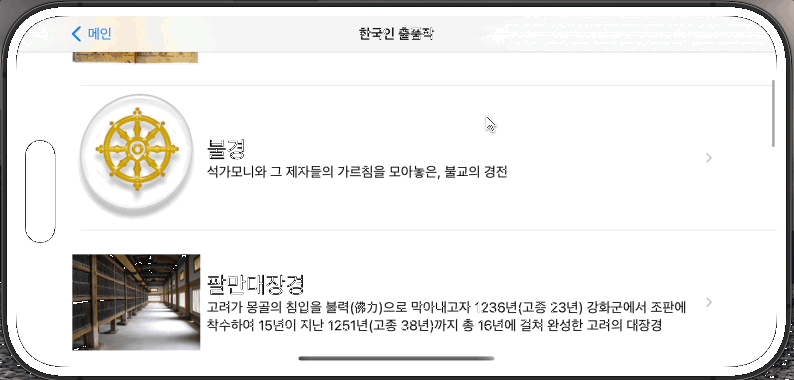 메인
한국인 출품작
불경
석가모니와 그 제자들의 가르침을 모아놓은, 불교의 경전
팔만대장경
고려가 몽골의 침입을 불력(佛力)으로 막아내고자 1236년(고종 23년) 강화군에서 조판에
착수하여 15년이 지난 1251년(고종 38년)까지 총 16년에 걸쳐 완성한 고려의 대장경